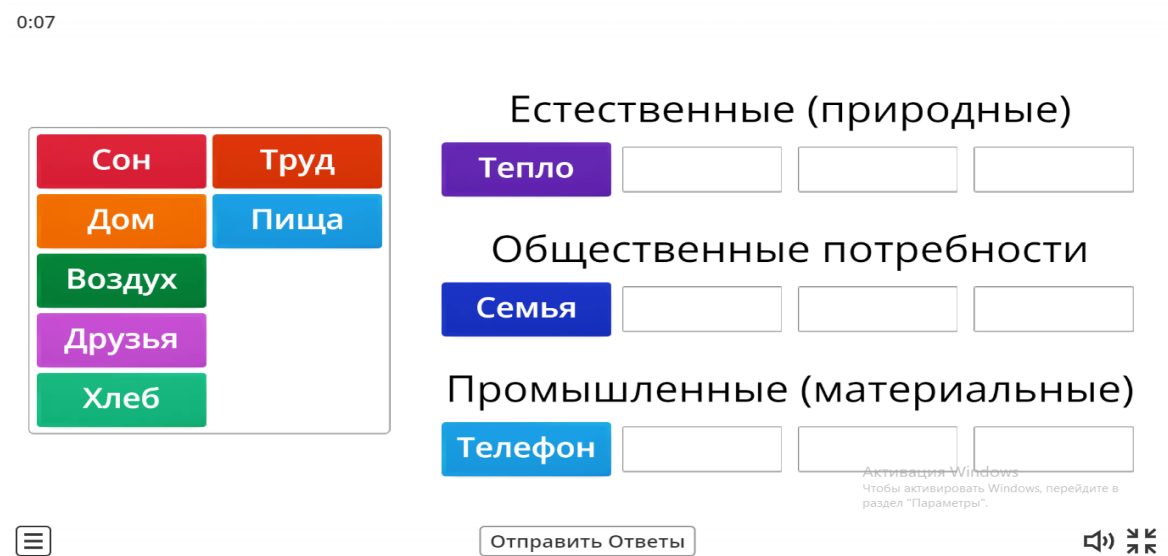 0:07
Сон Труд
Дом Пища
Воздух
Друзья
Хлеб
Естественные (природные)
Тепло
Общественные потребности
Семья
Промышленные (материальные)
Телефон
Активация Windows
Чтобы активировать Windows, перейдите в
раздел "Параметры".
Отправить Ответы